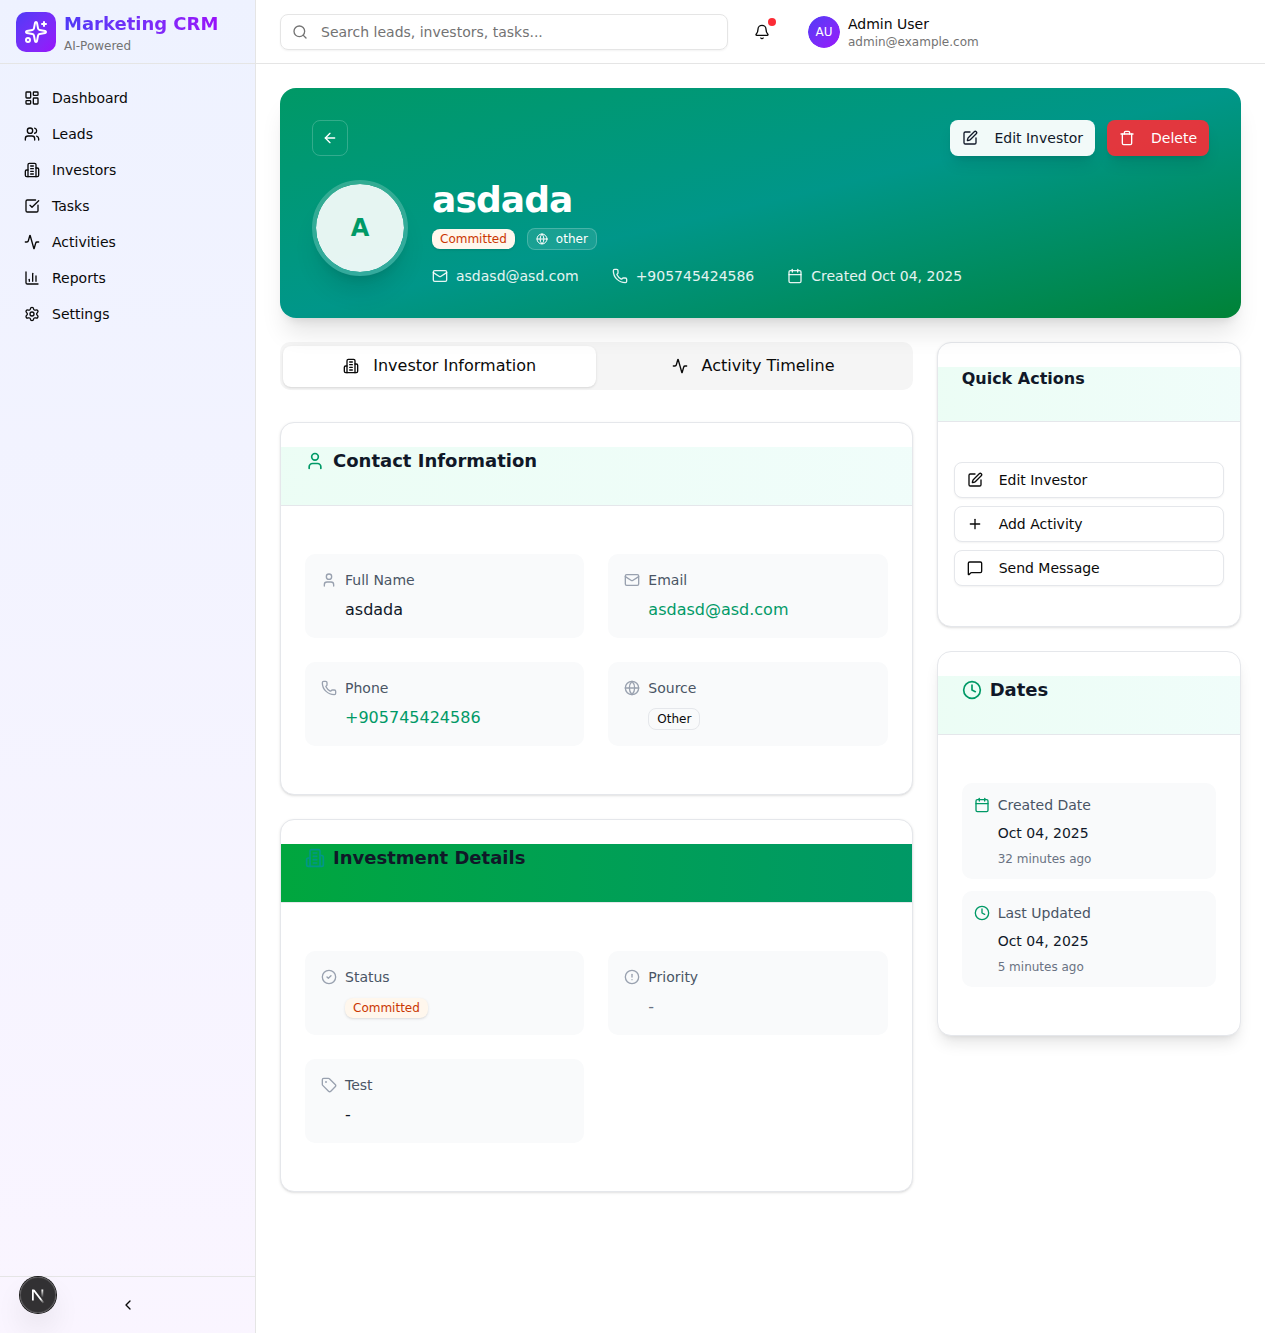 Marketing CRM
AI-Powered
Dashboard
Leads
Investors
Tasks
Activities
Reports
Settings
Search leads, investors, tasks...
AU
Admin User
admin@example.com
Edit Investor
Delete
A
asdada
Committed
other
asdasd@asd.com
+905745424586
Created Oct 04, 2025
Investor Information
Activity Timeline
Contact Information
Full Name
asdada
Email
asdasd@asd.com
Phone
+905745424586
Source
Other
Investment Details
Status
Committed
Priority
-
Test
-
Quick Actions
Edit Investor
Add Activity
Send Message
Dates
Created Date
Oct 04, 2025
32 minutes ago
Last Updated
Oct 04, 2025
5 minutes ago
N